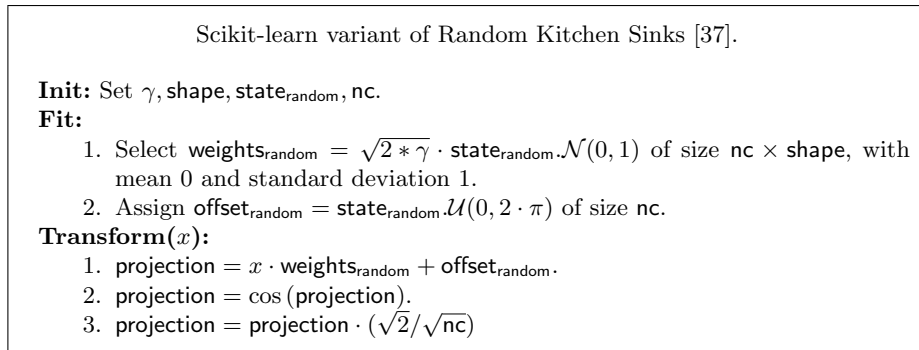 Scikit-learn variant of Random Kitchen Sinks [37].
Init: Set γ, shape, state_random, nc.
Fit:
1. Select weights_random = √(2 ∗ γ) · state_random.𝒩(0, 1) of size nc × shape, with
mean 0 and standard deviation 1.
2. Assign offset_random = state_random.𝒰(0, 2 · π) of size nc.
Transform(x):
1. projection = x · weights_random + offset_random.
2. projection = cos (projection).
3. projection = projection · (√2/√nc)